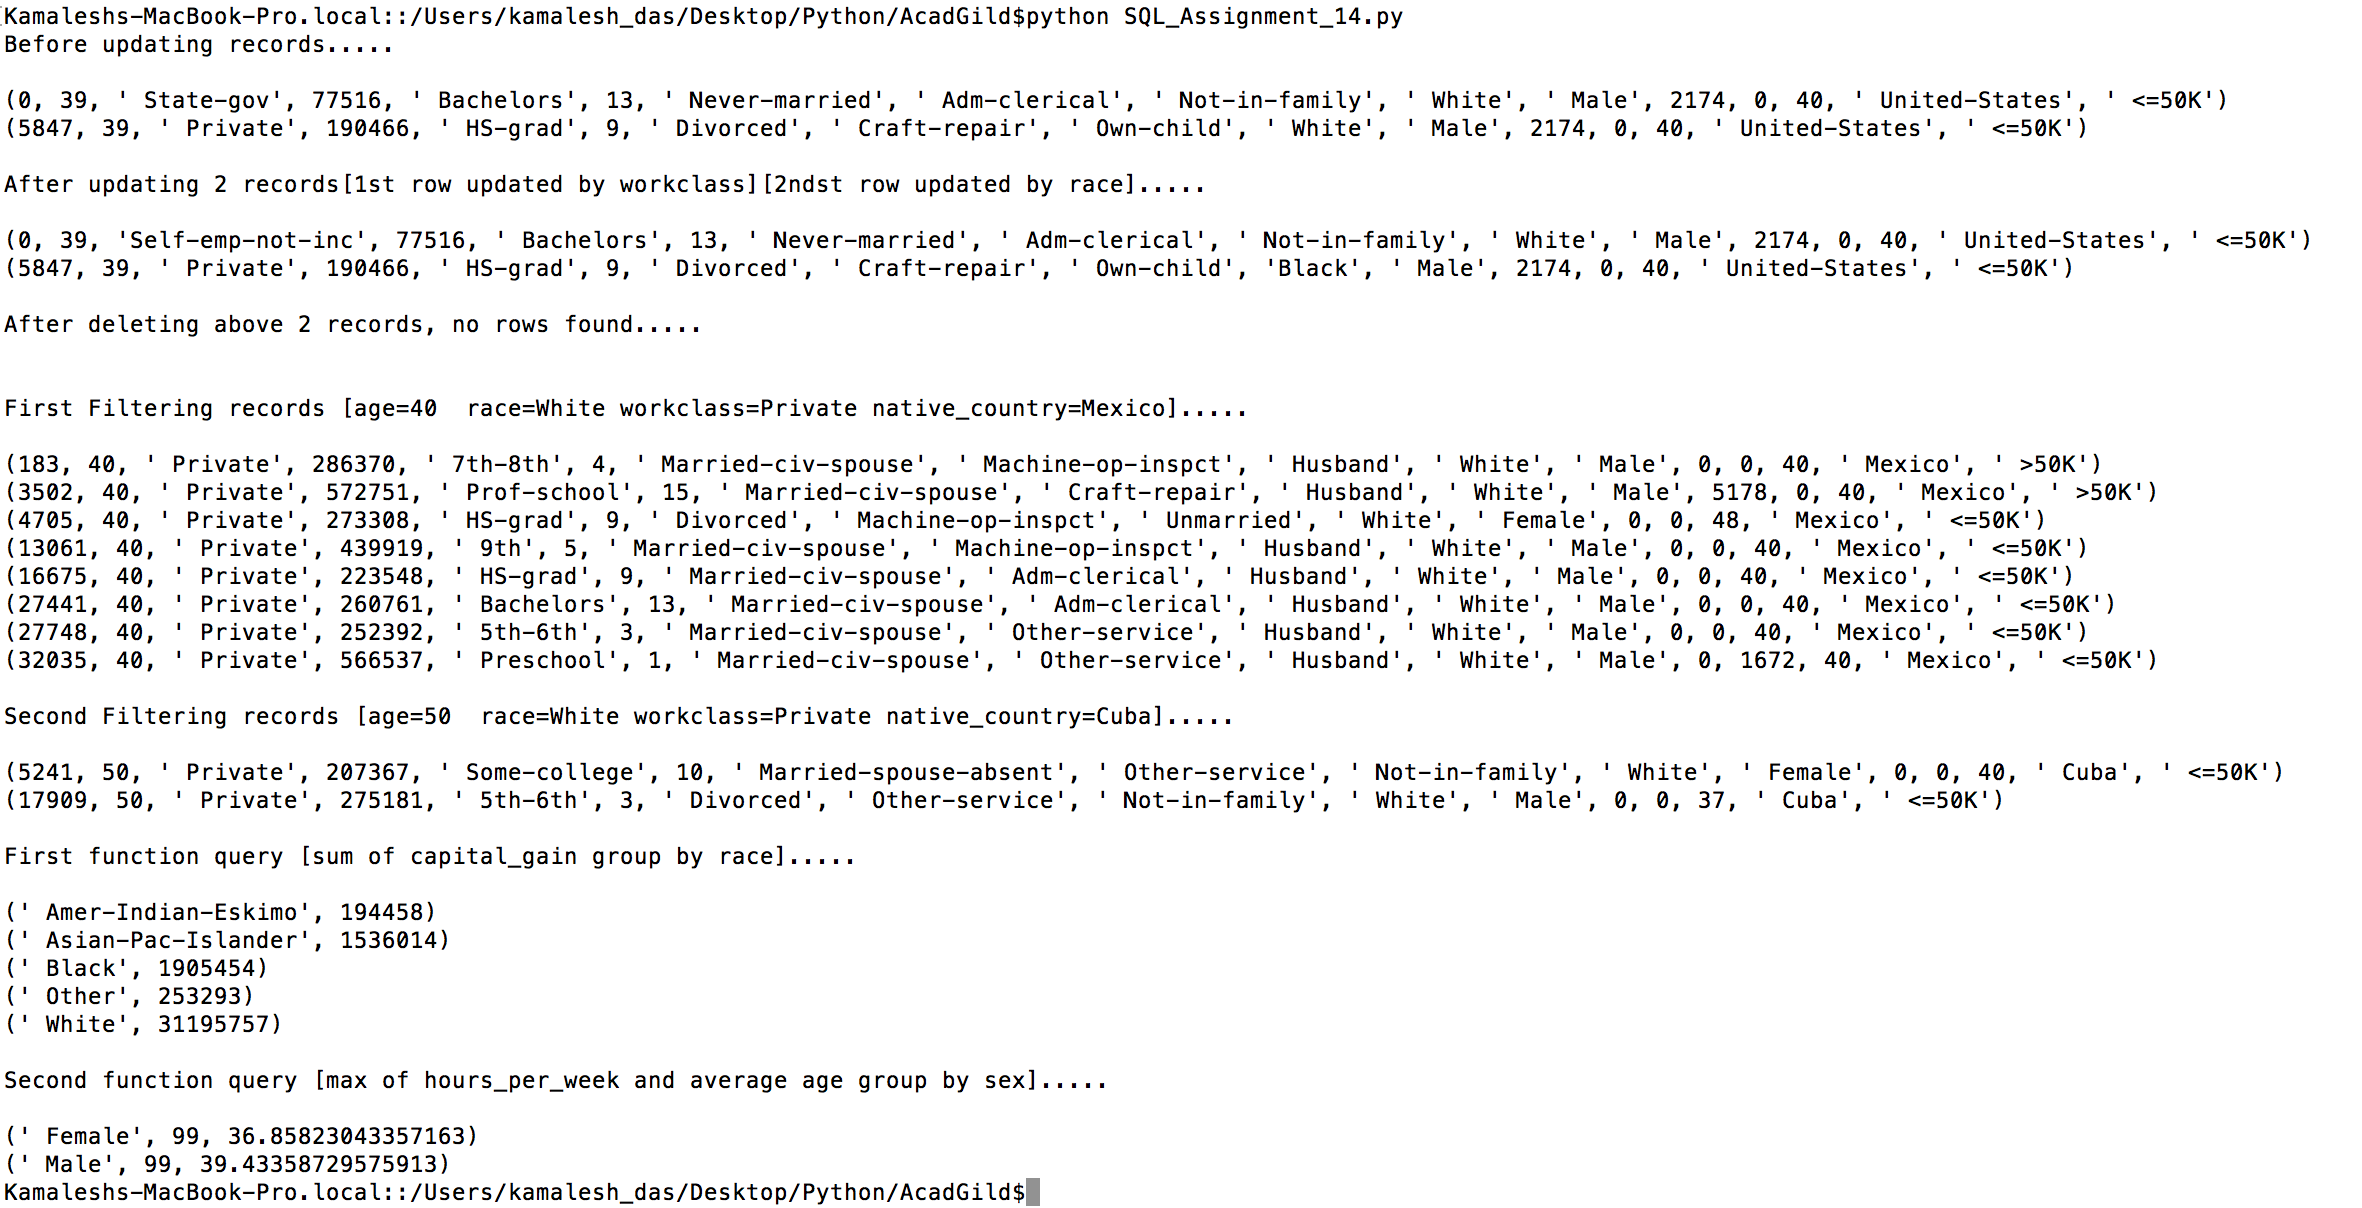 Kamaleshs-MacBook-Pro.local::/Users/kamalesh_das/Desktop/Python/AcadGild$python SQL_Assignment_14.py
Before updating records.....
(0, 39, ' State-gov', 77516, ' Bachelors', 13, ' Never-married', ' Adm-clerical', ' Not-in-family', ' White', ' Male', 2174, 0, 40, ' United-States', ' <=50K')
(5847, 39, ' Private', 190466, ' HS-grad', 9, ' Divorced', ' Craft-repair', ' Own-child', ' White', ' Male', 2174, 0, 40, ' United-States', ' <=50K')
After updating 2 records[1st row updated by workclass][2ndst row updated by race].....
(0, 39, 'Self-emp-not-inc', 77516, ' Bachelors', 13, ' Never-married', ' Adm-clerical', ' Not-in-family', ' White', ' Male', 2174, 0, 40, ' United-States', ' <=50K')
(5847, 39, ' Private', 190466, ' HS-grad', 9, ' Divorced', ' Craft-repair', ' Own-child', 'Black', ' Male', 2174, 0, 40, ' United-States', ' <=50K')
After deleting above 2 records, no rows found.....
First Filtering records [age=40  race=White workclass=Private native_country=Mexico].....
(183, 40, ' Private', 286370, ' 7th-8th', 4, ' Married-civ-spouse', ' Machine-op-inspct', ' Husband', ' White', ' Male', 0, 0, 40, ' Mexico', ' >50K')
(3502, 40, ' Private', 572751, ' Prof-school', 15, ' Married-civ-spouse', ' Craft-repair', ' Husband', ' White', ' Male', 5178, 0, 40, ' Mexico', ' >50K')
(4705, 40, ' Private', 273308, ' HS-grad', 9, ' Divorced', ' Machine-op-inspct', ' Unmarried', ' White', ' Female', 0, 0, 48, ' Mexico', ' <=50K')
(13061, 40, ' Private', 439919, ' 9th', 5, ' Married-civ-spouse', ' Machine-op-inspct', ' Husband', ' White', ' Male', 0, 0, 40, ' Mexico', ' <=50K')
(16675, 40, ' Private', 223548, ' HS-grad', 9, ' Married-civ-spouse', ' Adm-clerical', ' Husband', ' White', ' Male', 0, 0, 40, ' Mexico', ' <=50K')
(27441, 40, ' Private', 260761, ' Bachelors', 13, ' Married-civ-spouse', ' Adm-clerical', ' Husband', ' White', ' Male', 0, 0, 40, ' Mexico', ' <=50K')
(27748, 40, ' Private', 252392, ' 5th-6th', 3, ' Married-civ-spouse', ' Other-service', ' Husband', ' White', ' Male', 0, 0, 40, ' Mexico', ' <=50K')
(32035, 40, ' Private', 566537, ' Preschool', 1, ' Married-civ-spouse', ' Other-service', ' Husband', ' White', ' Male', 0, 1672, 40, ' Mexico', ' <=50K')
Second Filtering records [age=50  race=White workclass=Private native_country=Cuba].....
(5241, 50, ' Private', 207367, ' Some-college', 10, ' Married-spouse-absent', ' Other-service', ' Not-in-family', ' White', ' Female', 0, 0, 40, ' Cuba', ' <=50K')
(17909, 50, ' Private', 275181, ' 5th-6th', 3, ' Divorced', ' Other-service', ' Not-in-family', ' White', ' Male', 0, 0, 37, ' Cuba', ' <=50K')
First function query [sum of capital_gain group by race].....
(' Amer-Indian-Eskimo', 194458)
(' Asian-Pac-Islander', 1536014)
(' Black', 1905454)
(' Other', 253293)
(' White', 31195757)
Second function query [max of hours_per_week and average age group by sex].....
(' Female', 99, 36.85823043357163)
(' Male', 99, 39.43358729575913)
Kamaleshs-MacBook-Pro.local::/Users/kamalesh_das/Desktop/Python/AcadGild$